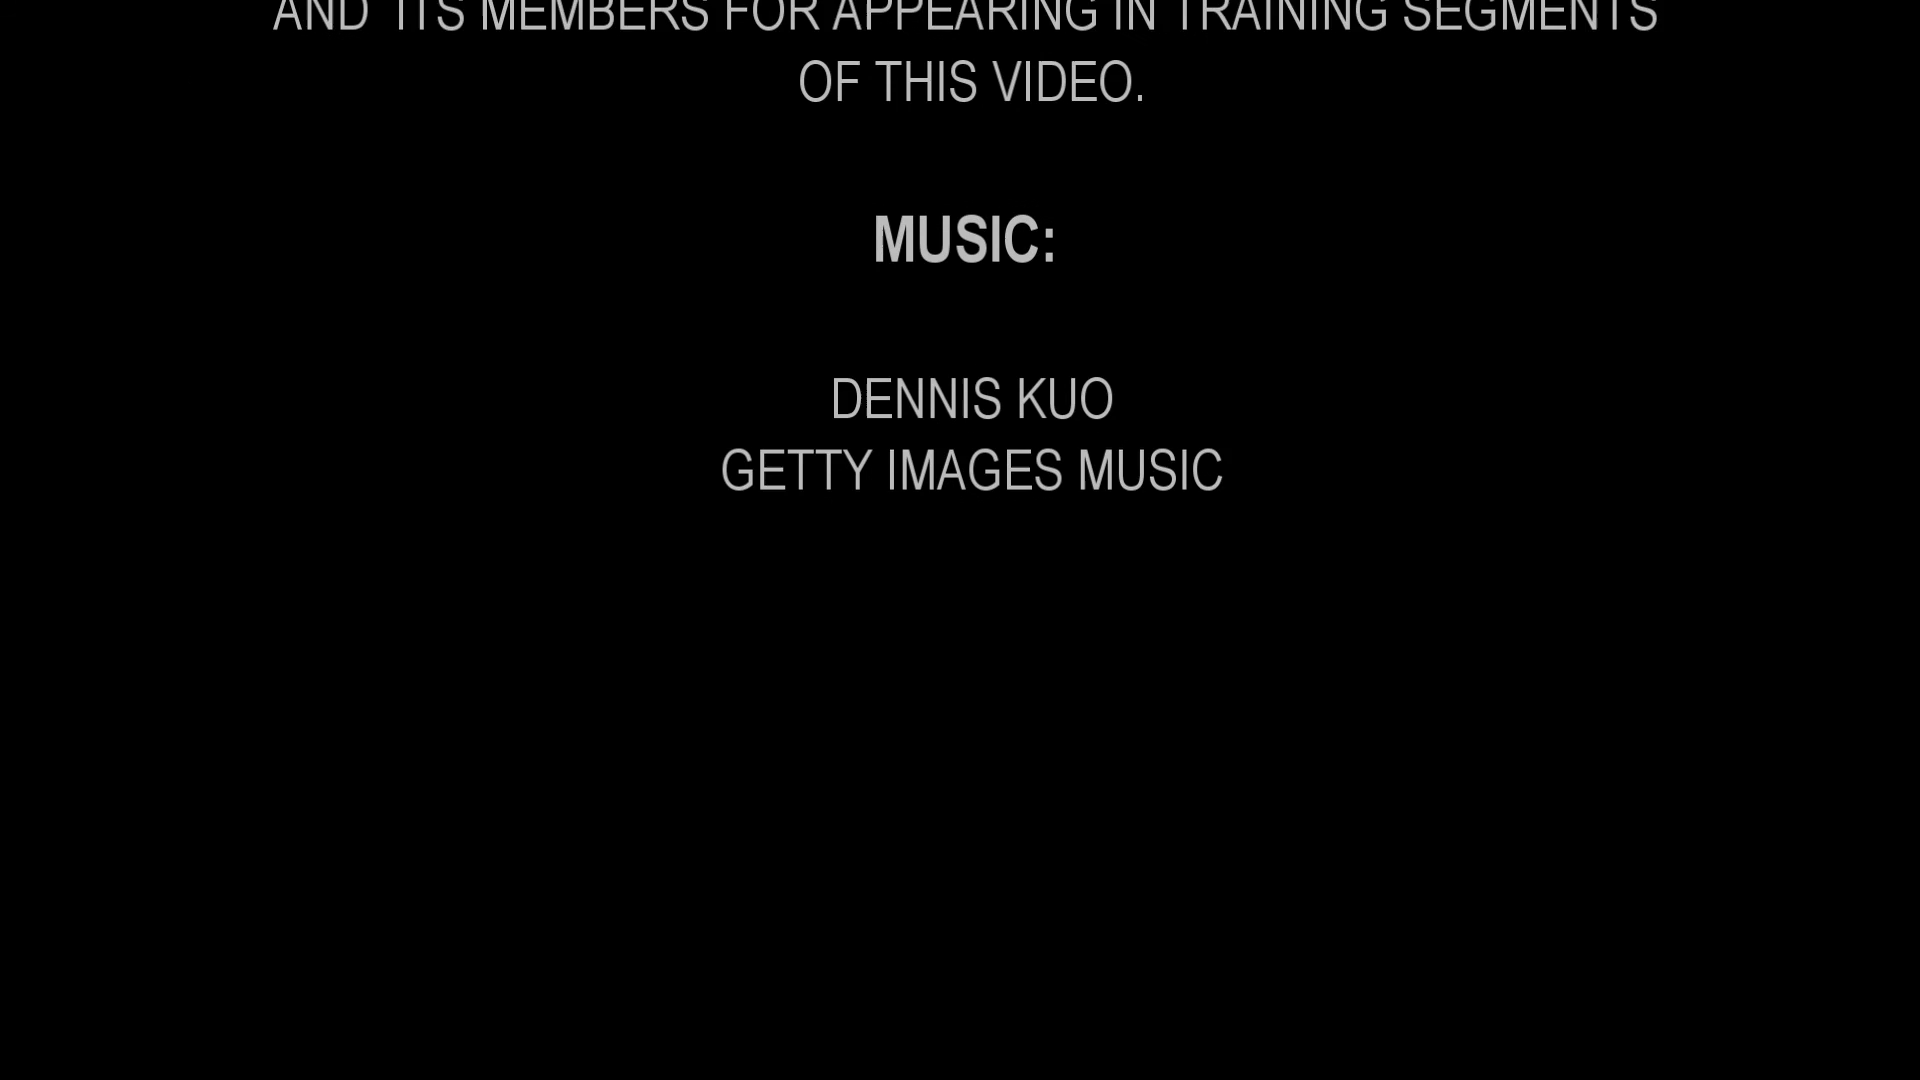 AND ITS MEMBERS FOR APPEARING IN TRAINING SEGMENTS
OF THIS VIDEO.
MUSIC:
DENNIS KUO
GETTY IMAGES MUSIC